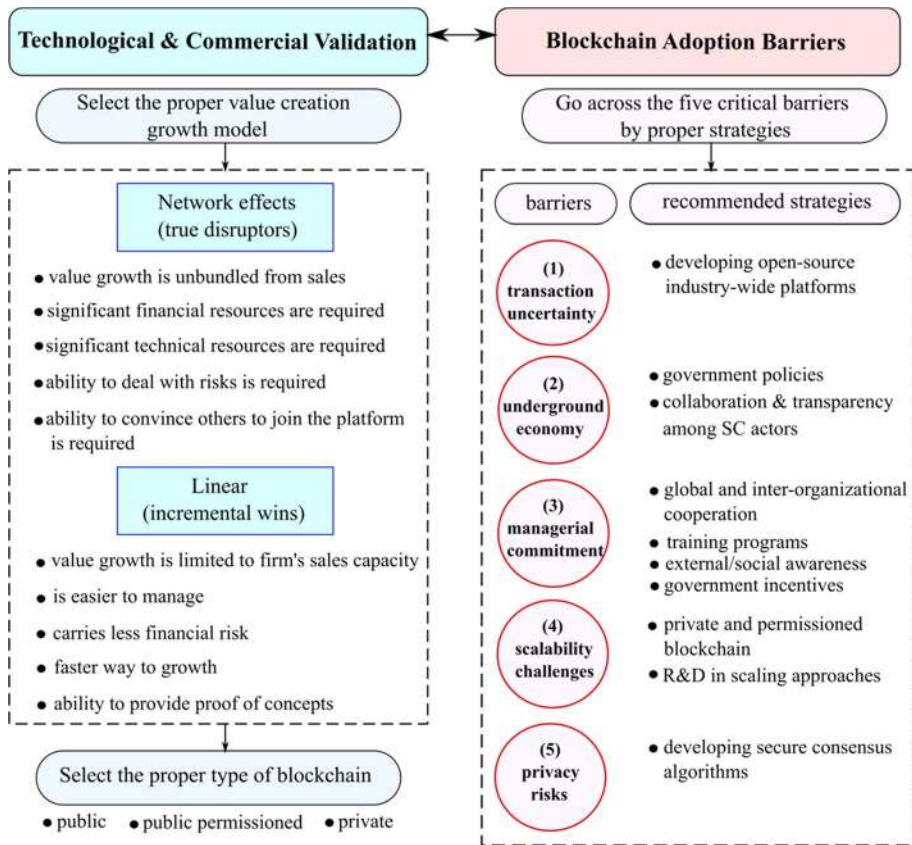 Technological & Commercial Validation
Select the proper value creation
growth model
Network effects
(true disruptors)
• value growth is unbundled from sales
• significant financial resources are required
• significant technical resources are required
• ability to deal with risks is required
• ability to convince others to join the platform
is required
Linear
(incremental wins)
• value growth is limited to firm's sales capacity
• is easier to manage
• carries less financial risk
• faster way to growth
• ability to provide proof of concepts
Select the proper type of blockchain
• public • public permissioned • private
Blockchain Adoption Barriers
Go across the five critical barriers
by proper strategies
barriers
recommended strategies
(1)
transaction
uncertainty
• developing open-source
industry-wide platforms
(2)
underground
economy
• government policies
• collaboration & transparency
among SC actors
(3)
managerial
commitment
• global and inter-organizational
cooperation
• training programs
• external/social awareness
• government incentives
(4)
scalability
challenges
• private and permissioned
blockchain
• R&D in scaling approaches
(5)
privacy
risks
• developing secure consensus
algorithms